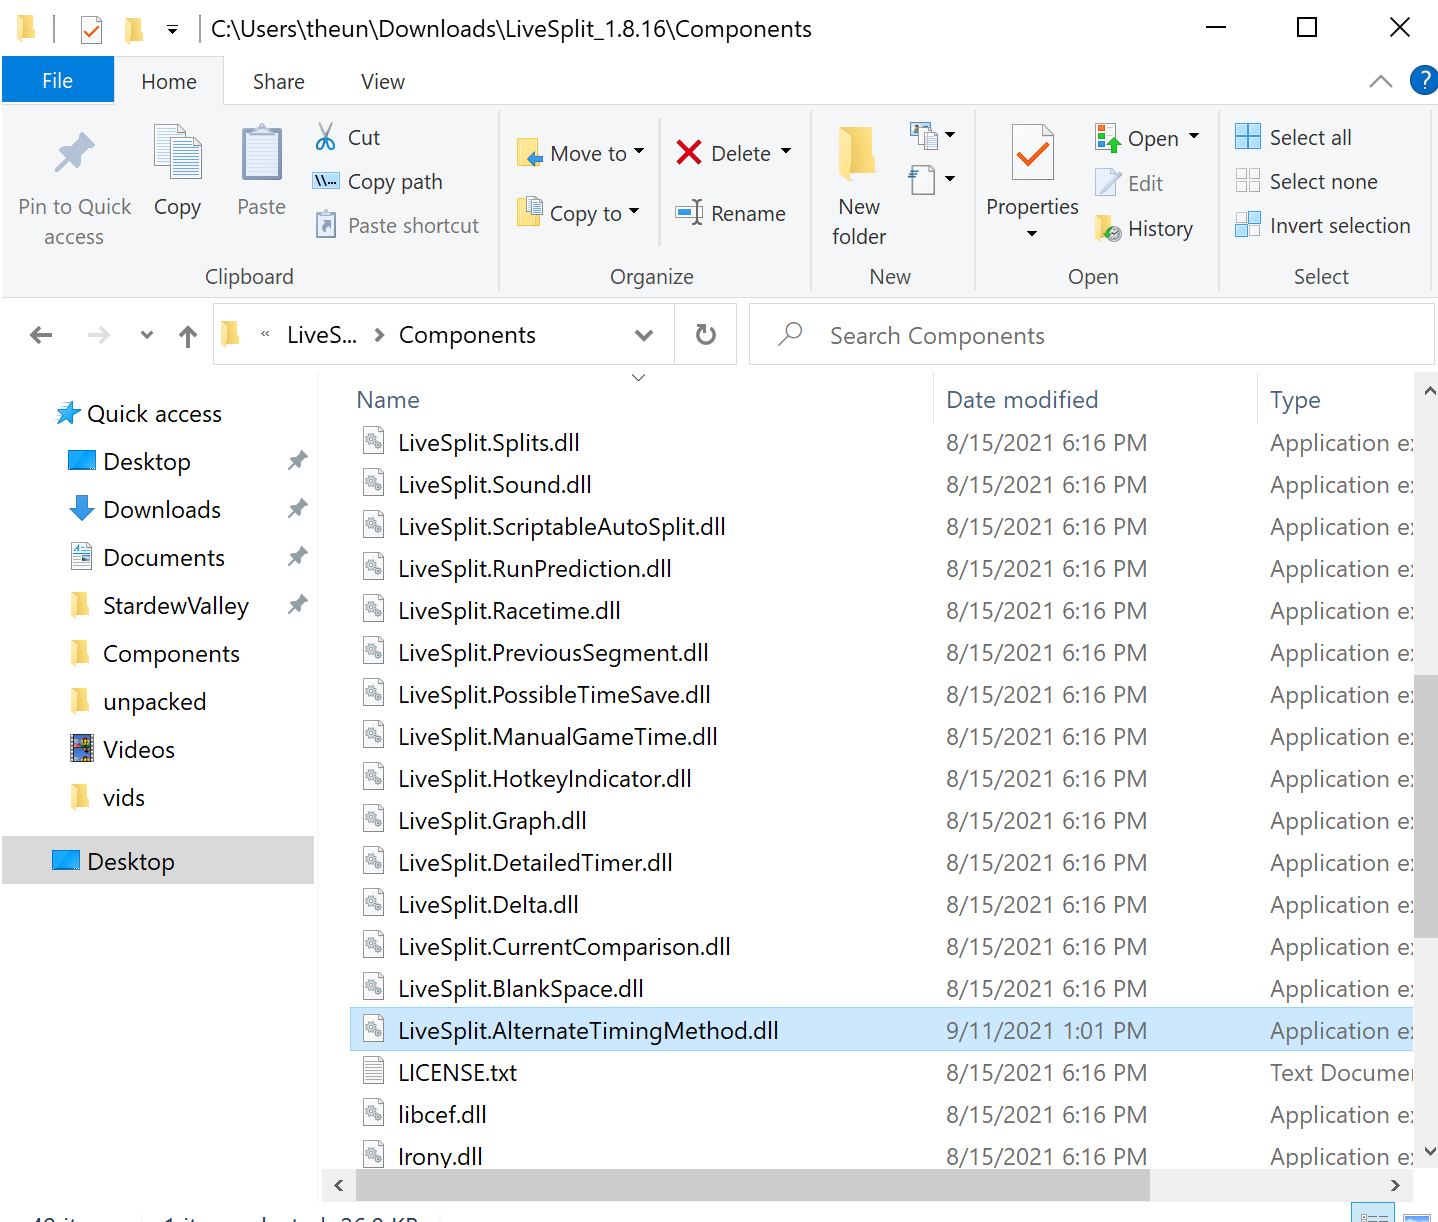 C:\Users\theun\Downloads\LiveSplit_1.8.16\Components
File Home Share View
Pin to Quick access
Copy
Paste
Cut
Copy path
Paste shortcut
Clipboard
Move to
Copy to
Delete
Rename
Organize
New folder
New
Properties
Open
Edit
History
Open
Select all
Select none
Invert selection
Select
« LiveS... > Components
Search Components
Quick access
Desktop
Downloads
Documents
StardewValley
Components
unpacked
Videos
vids
Desktop
Name Date modified Type
LiveSplit.Splits.dll 8/15/2021 6:16 PM Application
LiveSplit.Sound.dll 8/15/2021 6:16 PM Application
LiveSplit.ScriptableAutoSplit.dll 8/15/2021 6:16 PM Application
LiveSplit.RunPrediction.dll 8/15/2021 6:16 PM Application
LiveSplit.Racetime.dll 8/15/2021 6:16 PM Application
LiveSplit.PreviousSegment.dll 8/15/2021 6:16 PM Application
LiveSplit.PossibleTimeSave.dll 8/15/2021 6:16 PM Application
LiveSplit.ManualGameTime.dll 8/15/2021 6:16 PM Application
LiveSplit.HotkeyIndicator.dll 8/15/2021 6:16 PM Application
LiveSplit.Graph.dll 8/15/2021 6:16 PM Application
LiveSplit.DetailedTimer.dll 8/15/2021 6:16 PM Application
LiveSplit.Delta.dll 8/15/2021 6:16 PM Application
LiveSplit.CurrentComparison.dll 8/15/2021 6:16 PM Application
LiveSplit.BlankSpace.dll 8/15/2021 6:16 PM Application
LiveSplit.AlternateTimingMethod.dll 9/11/2021 1:01 PM Application
LICENSE.txt 8/15/2021 6:16 PM Text
libcef.dll 8/15/2021 6:16 PM Application
Irony.dll 8/15/2021 6:16 PM Application